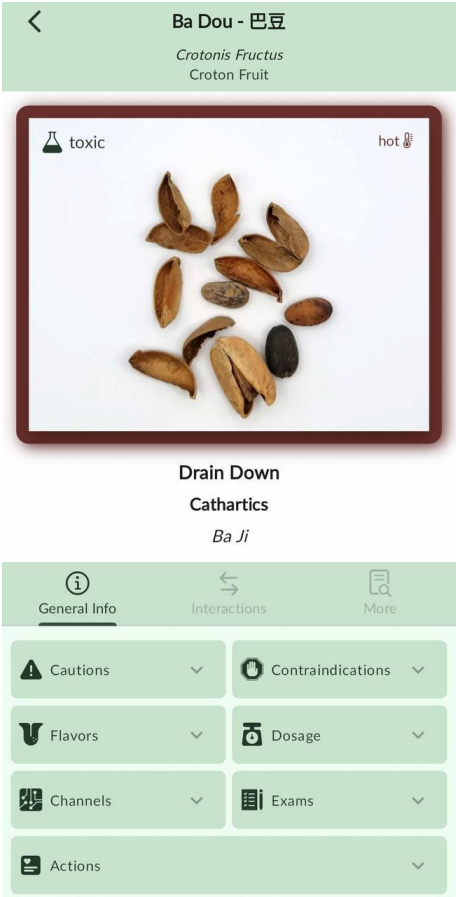 Ba Dou - 巴豆
Crotonis Fructus
Croton Fruit
toxic
hot
Drain Down
Cathartics
Ba Ji
General Info
Interactions
More
Cautions
Contraindications
Flavors
Dosage
Channels
Exams
Actions